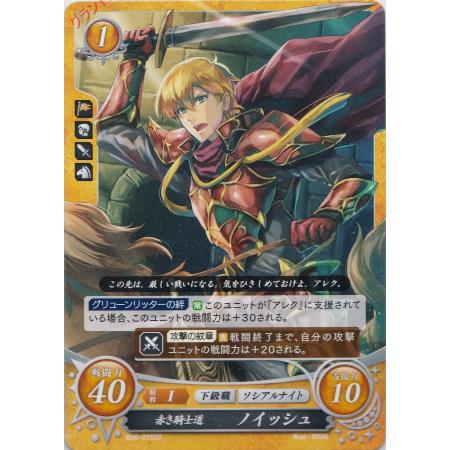 グラン
1
この先は、厳しい戦いになる。気をひきしめておけよ、アレク。
グリューンリッターの絆 常 このユニットが『アレク』に支援されて
いる場合、このユニットの戦闘力は+30される。
攻撃の紋章 支 戦闘終了まで、自分の攻撃
ユニットの戦闘力は+20される。
戦闘力
40
射程 1
下級職
ソシアルナイト
支援力
10
赤き騎士道 ノイッシュ